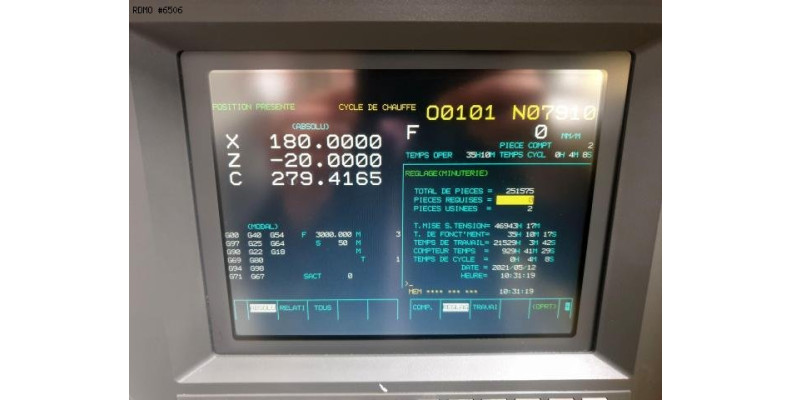 RDMO #6506
POSITION PRESENTE CYCLE DE CHAUFFE O0101 N07910
(ABSOLU)
X 180.0000
Z -20.0000
C 279.4165
F 0 MM/M
PIECE COMPT 2
TEMPS OPER 35H10M TEMPS CYCL 0H 4M 8S
REGLAGE(MINUTERIE)
TOTAL DE PIECES = 251575
PIECES REQUISES = 0
PIECES USINEES = 2
T.MISE S.TENSION= 46943H 17M
T. DE FONCT'MENT= 35H 10M 17S
TEMPS DE TRAVAIL= 21529H 3M 42S
COMPTEUR TEMPS = 929H 41M 29S
TEMPS DE CYCLE = 0H 4M 8S
DATE = 2021/05/12
HEURE= 10:31:19
(MODAL)
G00 G40 G54 F 3000.000 M 3
G97 G25 G64 S 50 M
G90 G22 G18 M
G69 G80 T 1
G94 G98
G71 G67 SACT 0
>_
MEM **** *** *** 10:31:19
ABSOLU RELATI TOUS
COMP. REGLAG TRAVAI (OPRT)